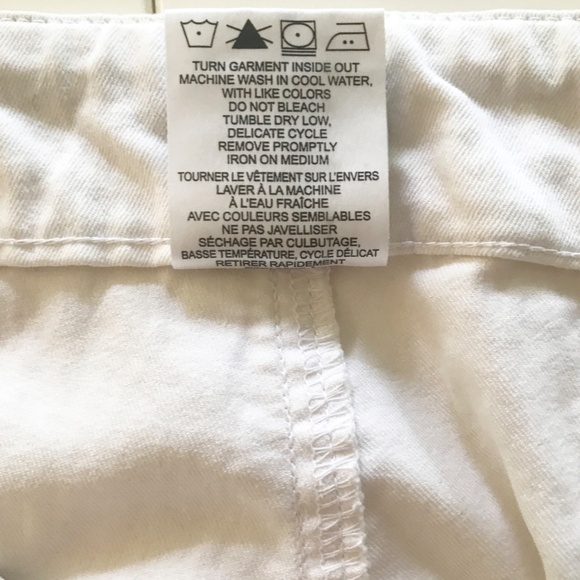 TURN GARMENT INSIDE OUT
MACHINE WASH IN COOL WATER,
WITH LIKE COLORS
DO NOT BLEACH
TUMBLE DRY LOW,
DELICATE CYCLE
REMOVE PROMPTLY
IRON ON MEDIUM
TOURNER LE VÊTEMENT SUR L'ENVERS
LAVER À LA MACHINE
À L'EAU FRAÎCHE
AVEC COULEURS SEMBLABLES
NE PAS JAVELLISER
SÉCHAGE PAR CULBUTAGE,
BASSE TEMPÉRATURE, CYCLE DÉLICAT
RETIRER RAPIDEMENT